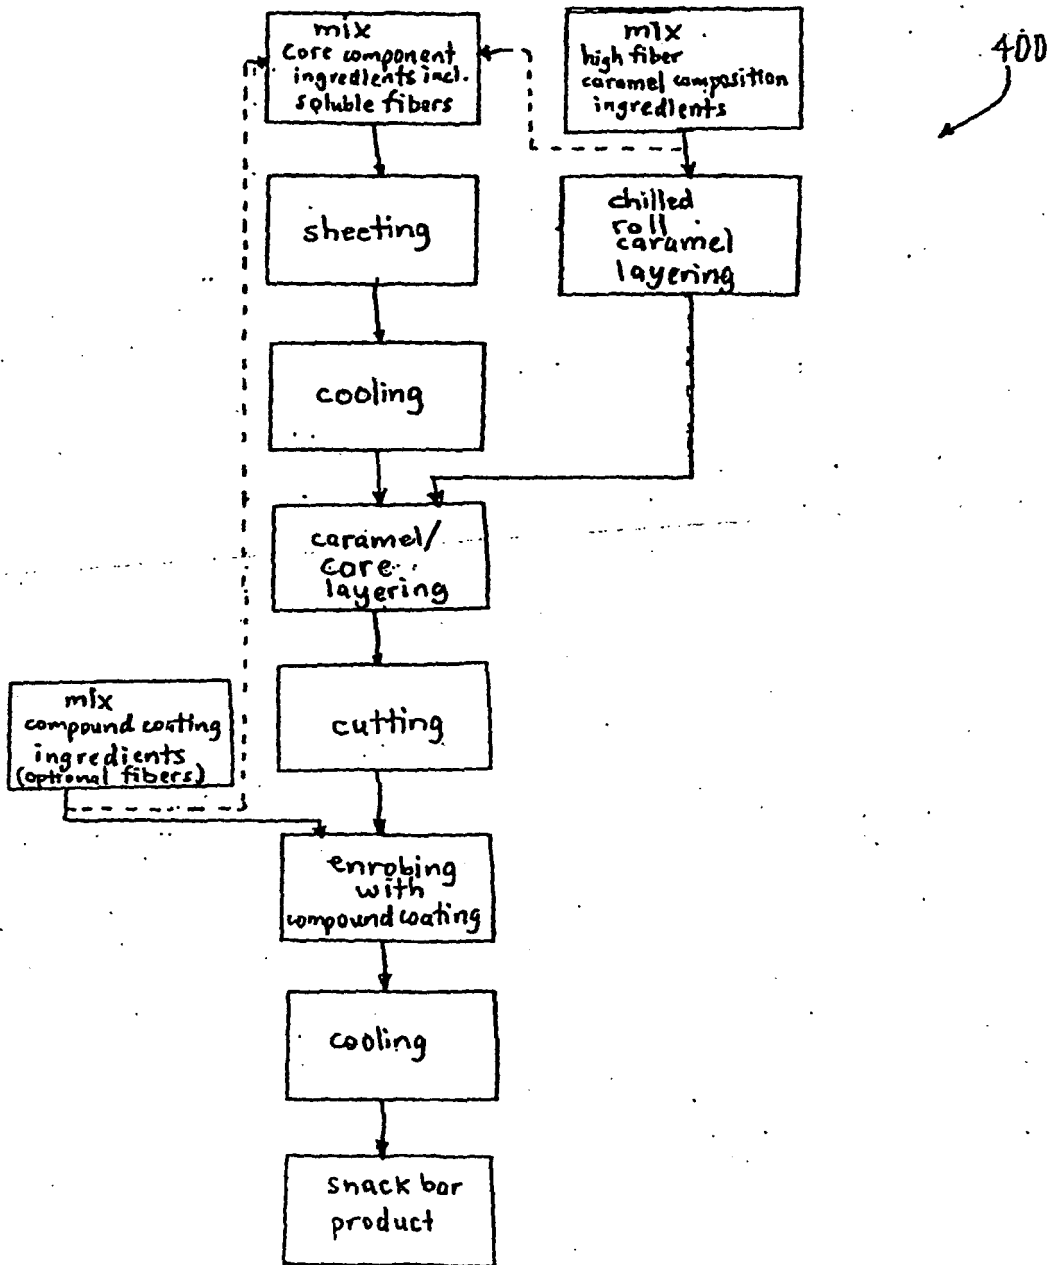 mix
core component
ingredients incl.
soluble fibers
mix
high fiber
caramel composition
ingredients
400
sheeting
chilled
roll
caramel
layering
cooling
caramel/
core
layering
mix
compound coating
ingredients
(optional fibers)
cutting
enrobing
with
compound coating
cooling
snack bar
product